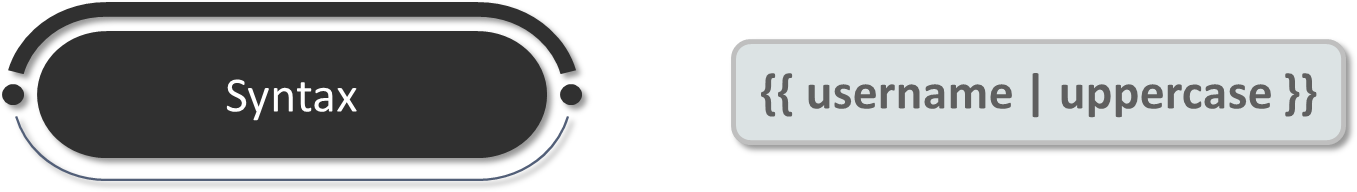 Syntax
{{ username | uppercase }}